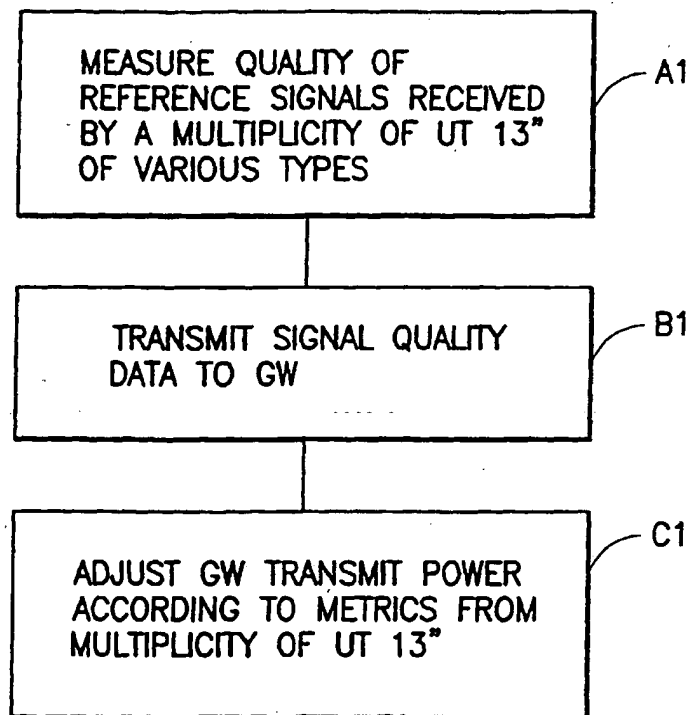 MEASURE QUALITY OF
REFERENCE SIGNALS RECEIVED
BY A MULTIPLICITY OF UT 13"
OF VARIOUS TYPES
A1
TRANSMIT SIGNAL QUALITY
DATA TO GW
B1
ADJUST GW TRANSMIT POWER
ACCORDING TO METRICS FROM
MULTIPLICITY OF UT 13"
C1